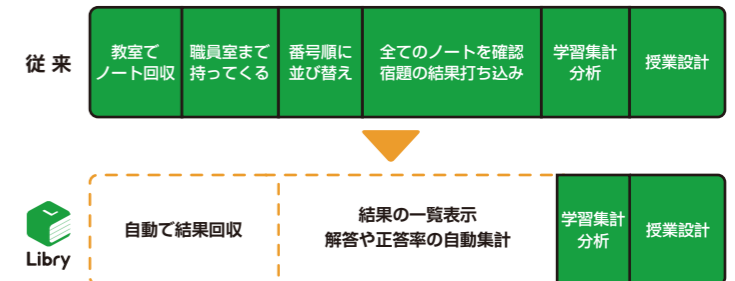 従来
教室で
ノート回収
職員室まで
持ってくる
番号順に
並び替え
全てのノートを確認
宿題の結果打ち込み
学習集計
分析
授業設計
Libry
自動で結果回収
結果の一覧表示
解答や正答率の自動集計
学習集計
分析
授業設計